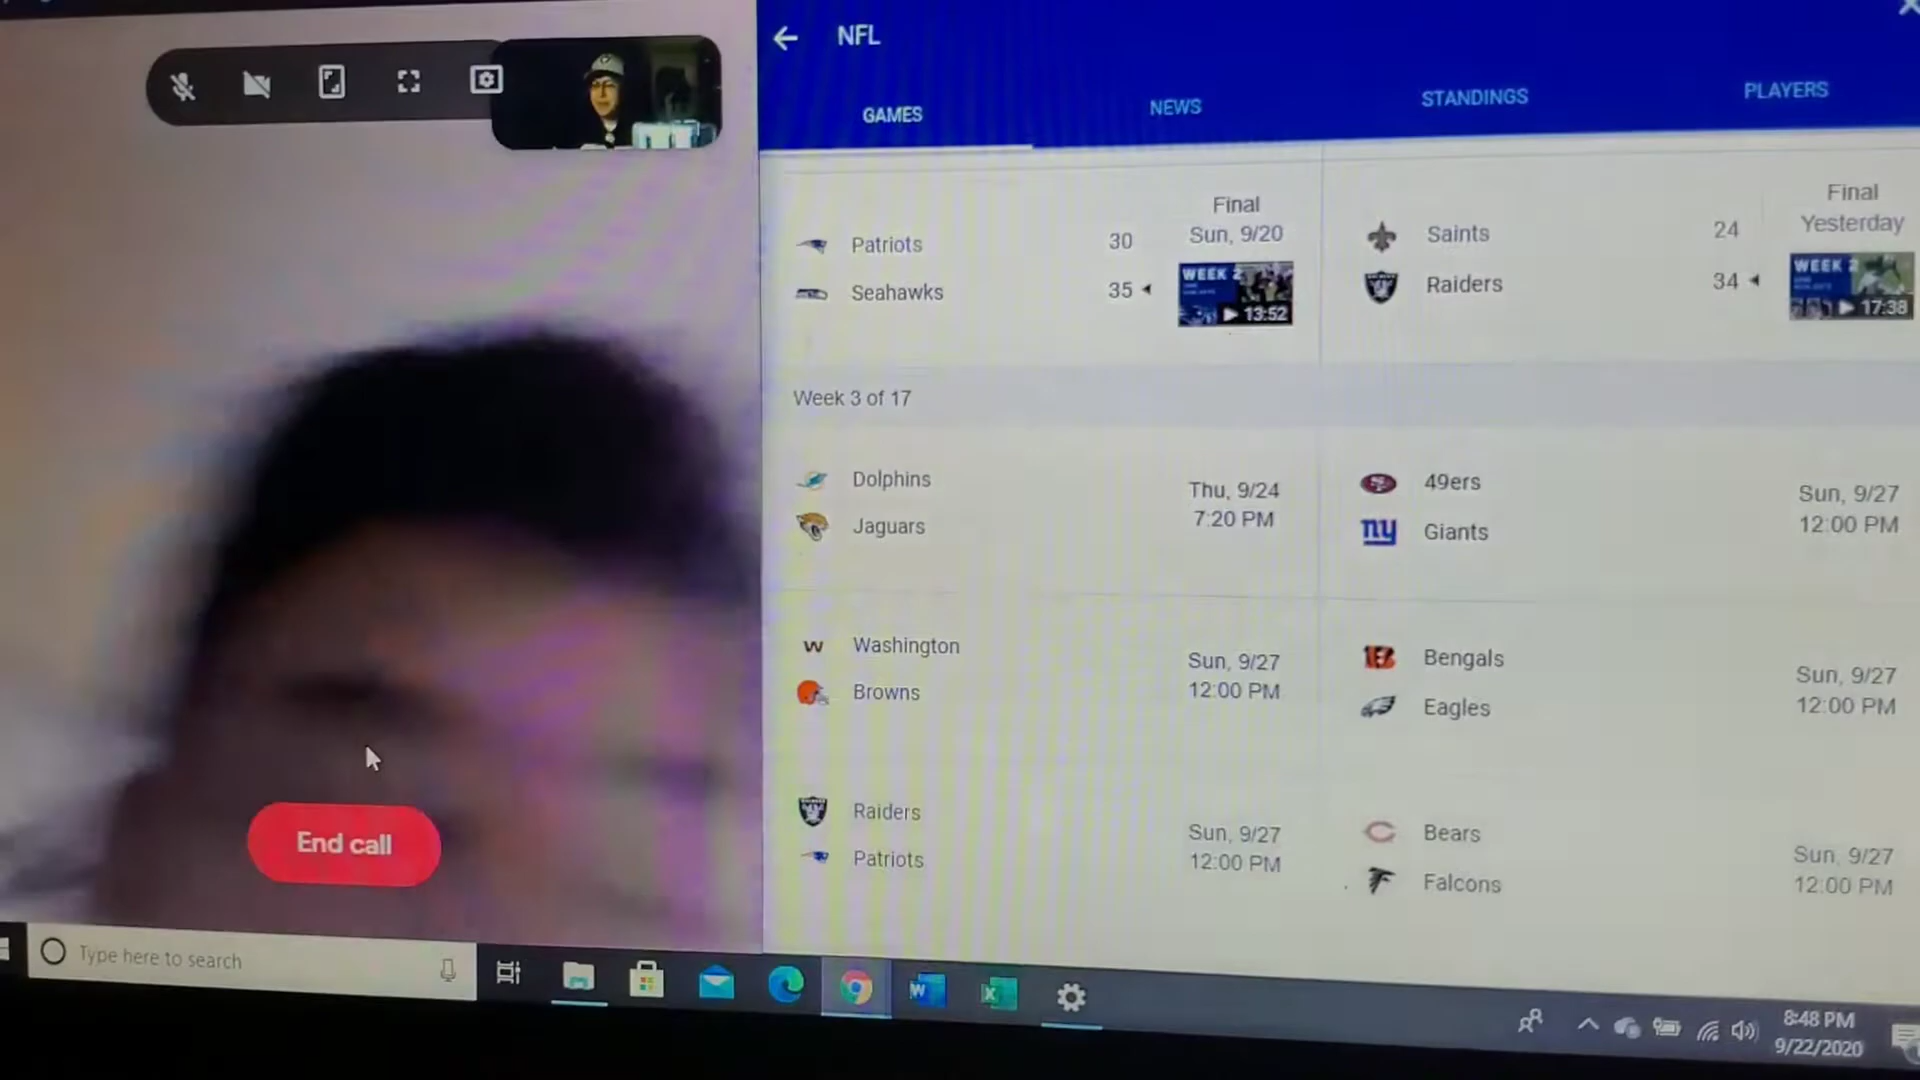 NFL
GAMES
NEWS
STANDINGS
PLAYERS
Patriots 30
Seahawks 35
Final
Sun, 9/20
WEEK 2
13:52
Saints 24
Raiders 34
Final
Yesterday
WEEK 2
17:38
Week 3 of 17
Dolphins
Jaguars
Thu, 9/24
7:20 PM
49ers
ny Giants
Sun, 9/27
12:00 PM
W Washington
Browns
Sun, 9/27
12:00 PM
Bengals
Eagles
Sun, 9/27
12:00 PM
Raiders
Patriots
Sun, 9/27
12:00 PM
Bears
Falcons
Sun, 9/27
12:00 PM
End call
Type here to search
8:48 PM
9/22/2020